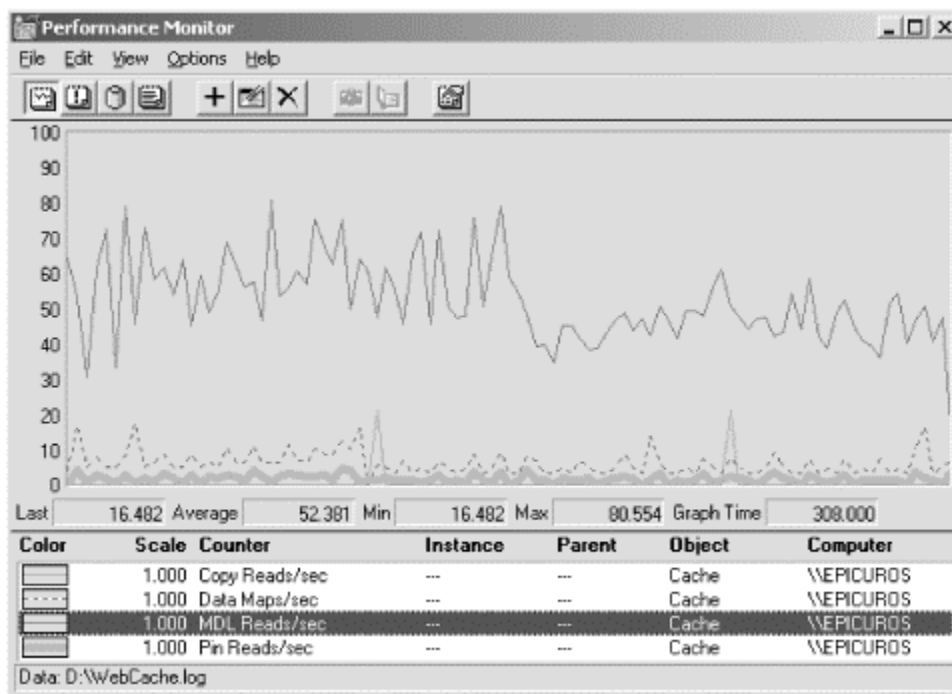 Performance Monitor
File Edit View Options Help
100
90
80
70
60
50
40
30
20
10
0
Last 16.482 Average 52.381 Min 16.482 Max 80.554 Graph Time 308.000
Color Scale Counter Instance Parent Object Computer
1.000 Copy Reads/sec --- --- Cache \\EPICUROS
1.000 Data Maps/sec --- --- Cache \\EPICUROS
1.000 MDL Reads/sec --- --- Cache \\EPICUROS
1.000 Pin Reads/sec --- --- Cache \\EPICUROS
Data: D:\WebCache.log